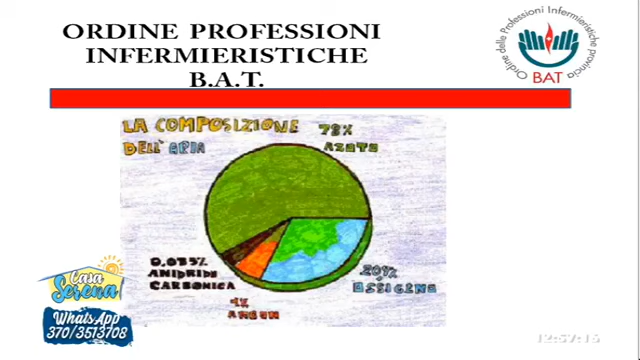 ORDINE PROFESSIONI
INFERMIERISTICHE
B.A.T.
Ordine delle Professioni Infermieristiche provincia
BAT
LA COMPOSIZIONE
DELL'ARIA
78%
AZOTO
0,033%
ANIDRIDE
CARBONICA
20%
OSSIGENO
1%
ARGON
Casa
Serena
WhatsApp
370/3513708
12:57:15